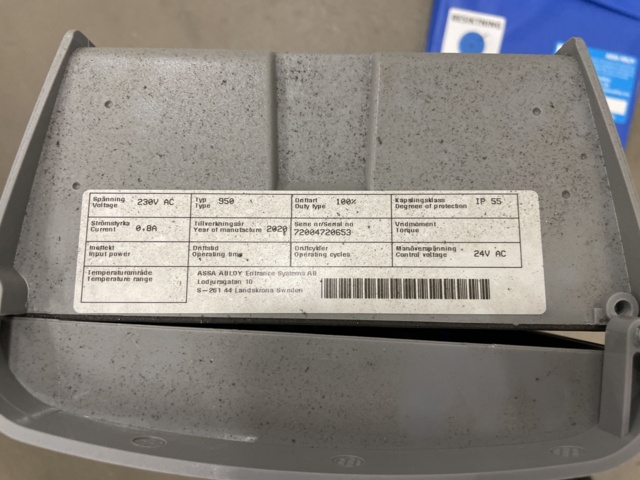 Spänning
Voltage
230V AC
Typ
Type
950
Driftart
Duty type
100%
Kapslingsklass
Degree of protection
IP 55
Strömstyrka
Current
0.8A
Tillverkningsår
Year of manufacture
2020
Serie nr/Serial no
72004720653
Vridmoment
Torque
Ineffekt
Input power
Driftstid
Operating time
Driftcykler
Operating cycles
Manöverspänning
Control voltage
24V AC
Temperaturområde
Temperature range
ASSA ABLOY Entrance Systems AB
Lodjursgatan 10
S-261 44 Landskrona Sweden